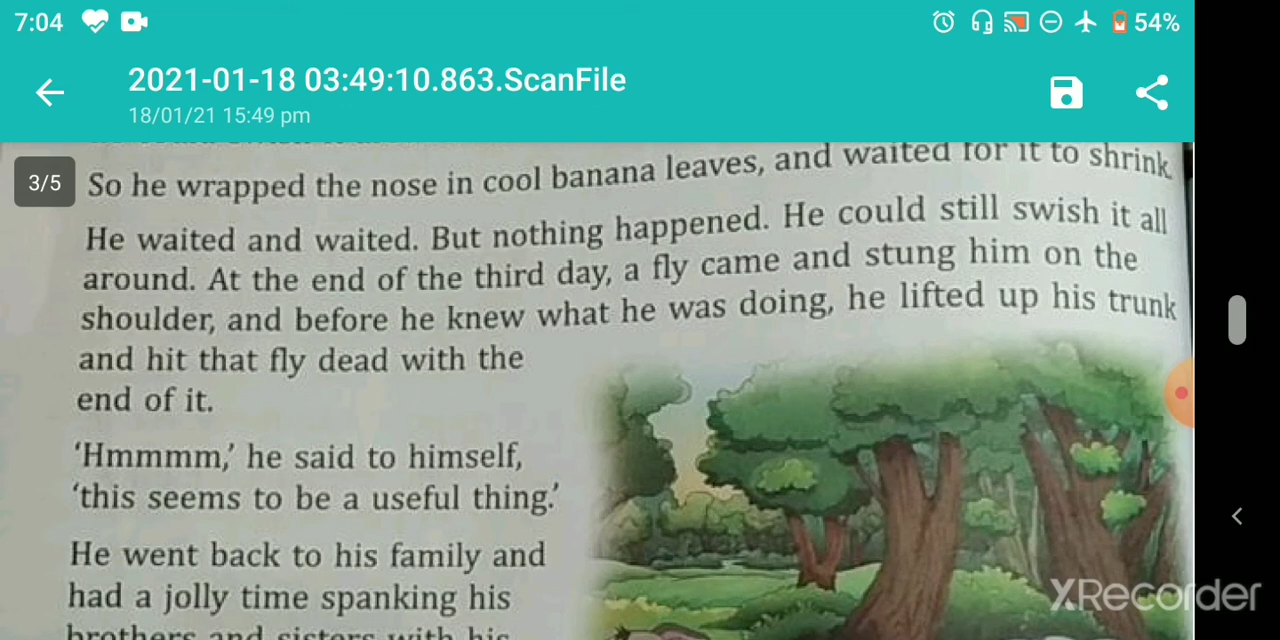 7:04
54%
2021-01-18 03:49:10.863.ScanFile
18/01/21 15:49 pm
3/5
So he wrapped the nose in cool banana leaves, and waited for it to shrink.
He waited and waited. But nothing happened. He could still swish it all
around. At the end of the third day, a fly came and stung him on the
shoulder, and before he knew what he was doing, he lifted up his trunk
and hit that fly dead with the
end of it.
‘Hmmmm,’ he said to himself,
‘this seems to be a useful thing.’
He went back to his family and
had a jolly time spanking his
brothers and sisters with his
XRecorder